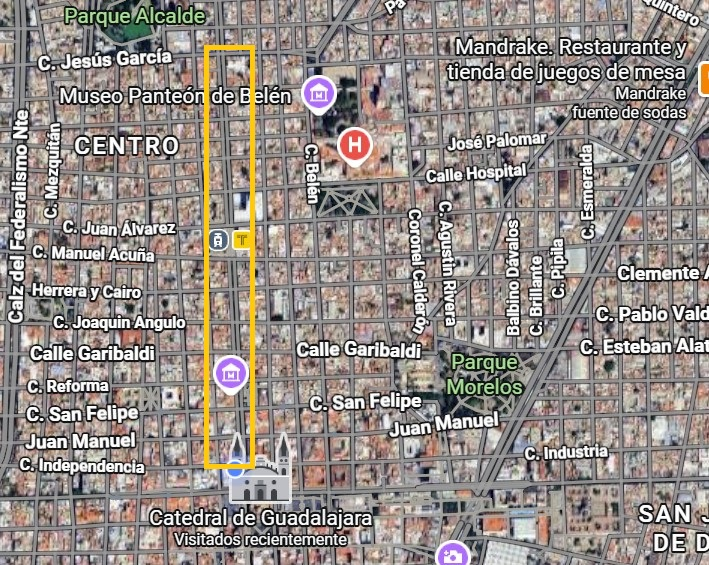 Parque Alcalde
Pa
Quintero
C. Jesús García
Mandrake. Restaurante y
tienda de juegos de mesa
Mandrake
fuente de sodas
Museo Panteón de Belén
H
CENTRO
José Palomar
Calle Hospital
C. Belén
C. Mezquitán
Calz del Federalismo Nte
C. Esmeralda
C. Juan Álvarez
C. Manuel Acuña
T
Coronel Calderón
C. Agustín Rivera
Balbino Dávalos
C. Brillante
C. Pipila
Clemente A
Herrera y Cairo
C. Joaquin Angulo
C. Pablo Vald
Calle Garibaldi
Calle Garibaldi
C. Esteban Alat
Parque
Morelos
C. Reforma
C. San Felipe
C. San Felipe
Juan Manuel
Juan Manuel
C. Independencia
C. Industria
Catedral de Guadalajara
Visitados recientemente
SAN J
DE D